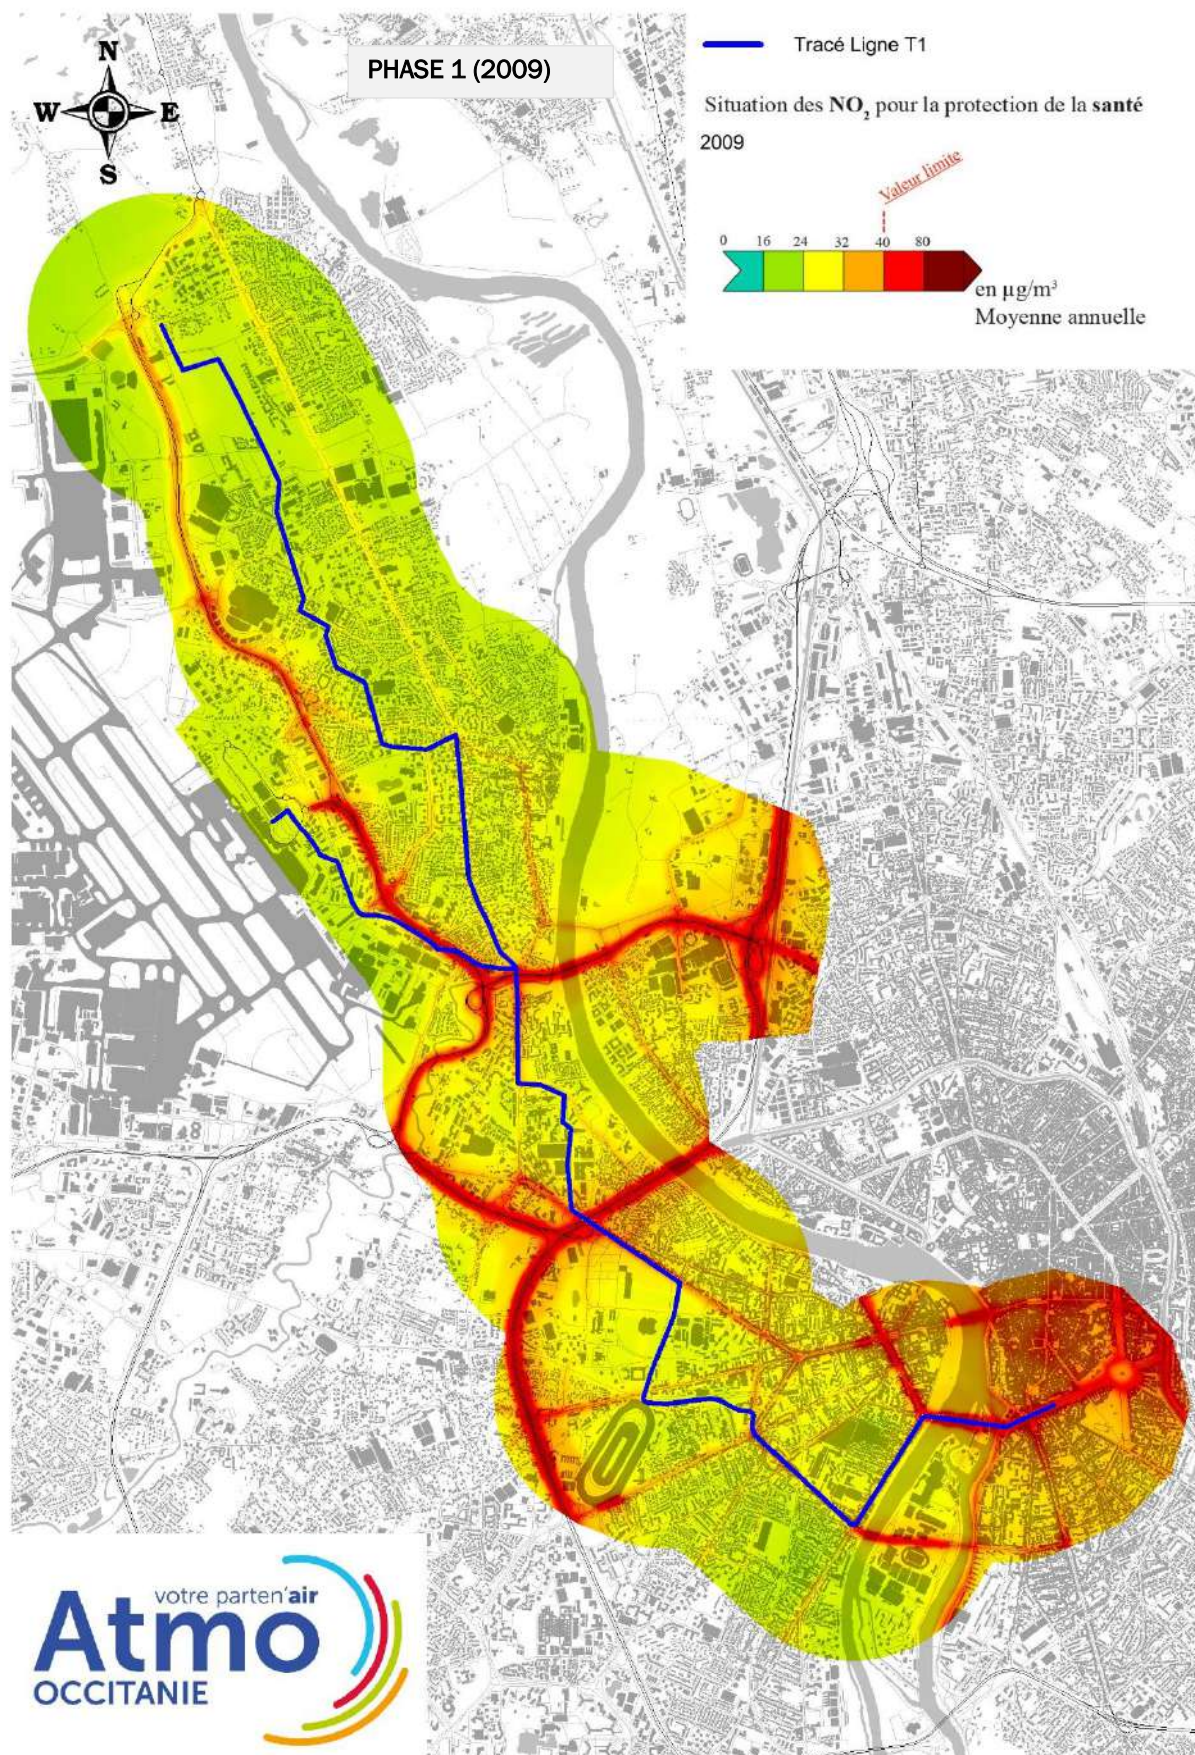 N
W E
S
PHASE 1 (2009)
Tracé Ligne T1
Situation des NO₂ pour la protection de la santé
2009
Valeur limite
0 16 24 32 40 80
en µg/m³
Moyenne annuelle
votre parten'air
Atmo
OCCITANIE